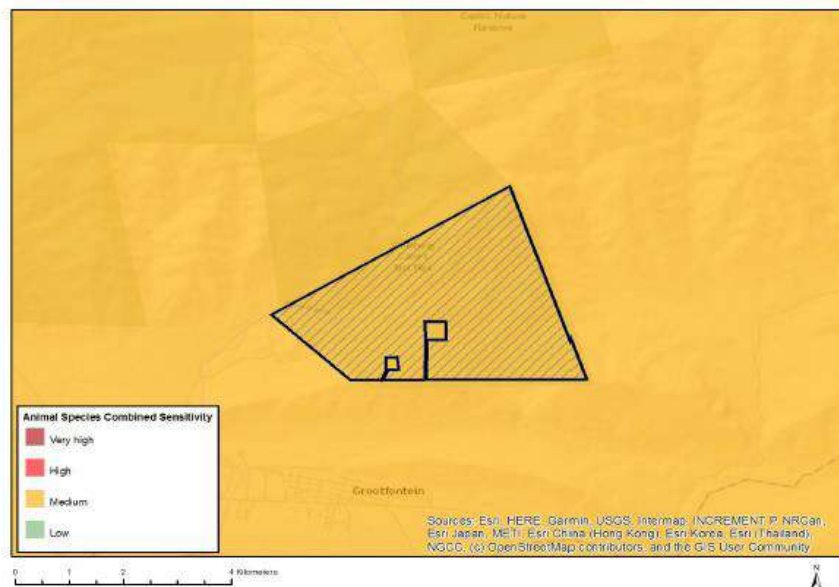 Nature
Reserve
Animal Species Combined Sensitivity
Very high
High
Medium
Low
Grootfontein
Sources: Esri, HERE, Garmin, USGS, Intermap, INCREMENT P, NRCan,
Esri Japan, METI, Esri China (Hong Kong), Esri Korea, Esri (Thailand),
NGCC, (c) OpenStreetMap contributors, and the GIS User Community
0 1 2 4 Kilometers
N